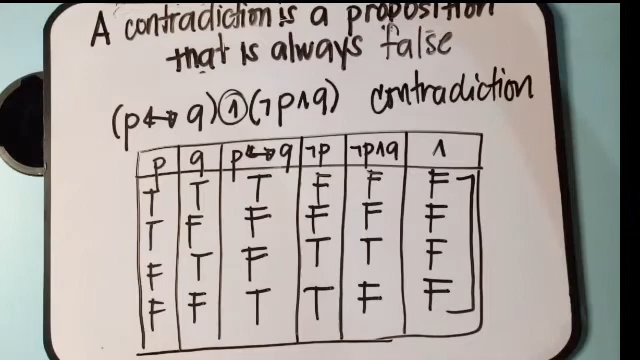 A contradiction is a proposition
that is always false
(p↔q)∧(¬p∧q) contradiction
p q p↔q ¬p ¬p∧q ∧
T T T F F F
T F F F F F
F T F T T F
F F T T F F